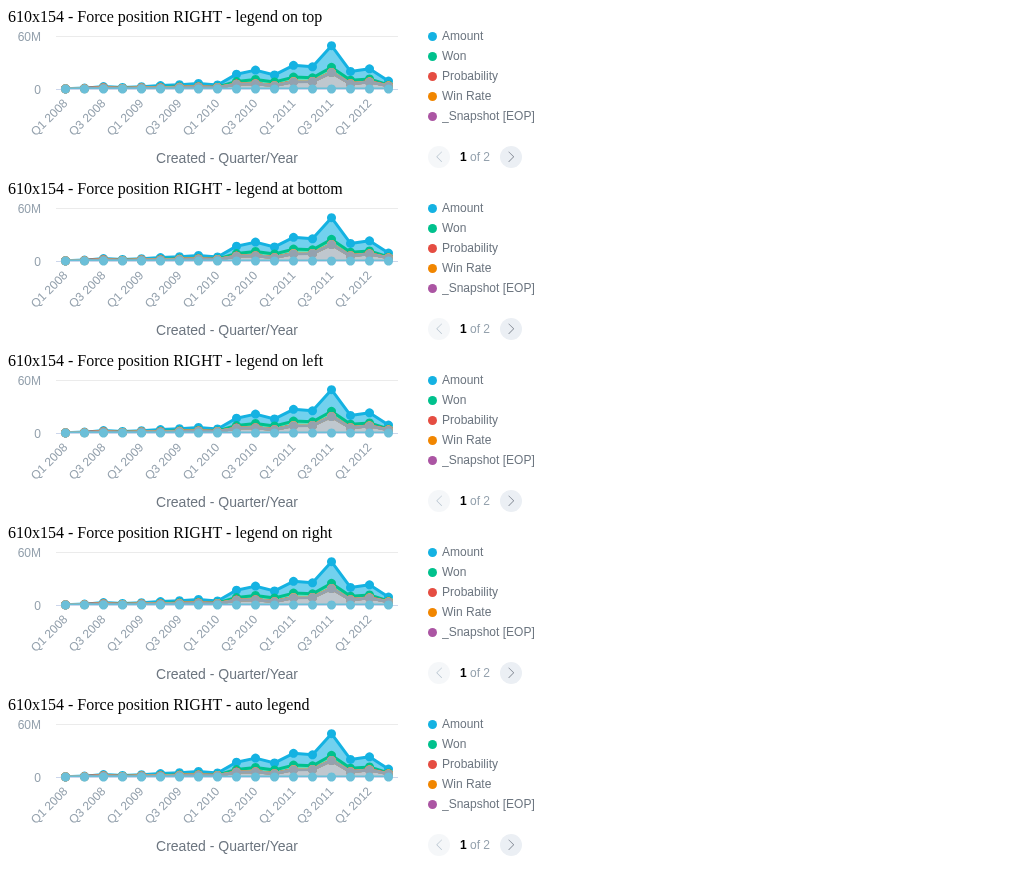 610x154 - Force position RIGHT - legend on top
60M
0
Q1 2008
Q3 2008
Q1 2009
Q3 2009
Q1 2010
Q3 2010
Q1 2011
Q3 2011
Q1 2012
Created - Quarter/Year
Amount
Won
Probability
Win Rate
_Snapshot [EOP]
1 of 2
610x154 - Force position RIGHT - legend at bottom
60M
0
Q1 2008
Q3 2008
Q1 2009
Q3 2009
Q1 2010
Q3 2010
Q1 2011
Q3 2011
Q1 2012
Created - Quarter/Year
Amount
Won
Probability
Win Rate
_Snapshot [EOP]
1 of 2
610x154 - Force position RIGHT - legend on left
60M
0
Q1 2008
Q3 2008
Q1 2009
Q3 2009
Q1 2010
Q3 2010
Q1 2011
Q3 2011
Q1 2012
Created - Quarter/Year
Amount
Won
Probability
Win Rate
_Snapshot [EOP]
1 of 2
610x154 - Force position RIGHT - legend on right
60M
0
Q1 2008
Q3 2008
Q1 2009
Q3 2009
Q1 2010
Q3 2010
Q1 2011
Q3 2011
Q1 2012
Created - Quarter/Year
Amount
Won
Probability
Win Rate
_Snapshot [EOP]
1 of 2
610x154 - Force position RIGHT - auto legend
60M
0
Q1 2008
Q3 2008
Q1 2009
Q3 2009
Q1 2010
Q3 2010
Q1 2011
Q3 2011
Q1 2012
Created - Quarter/Year
Amount
Won
Probability
Win Rate
_Snapshot [EOP]
1 of 2